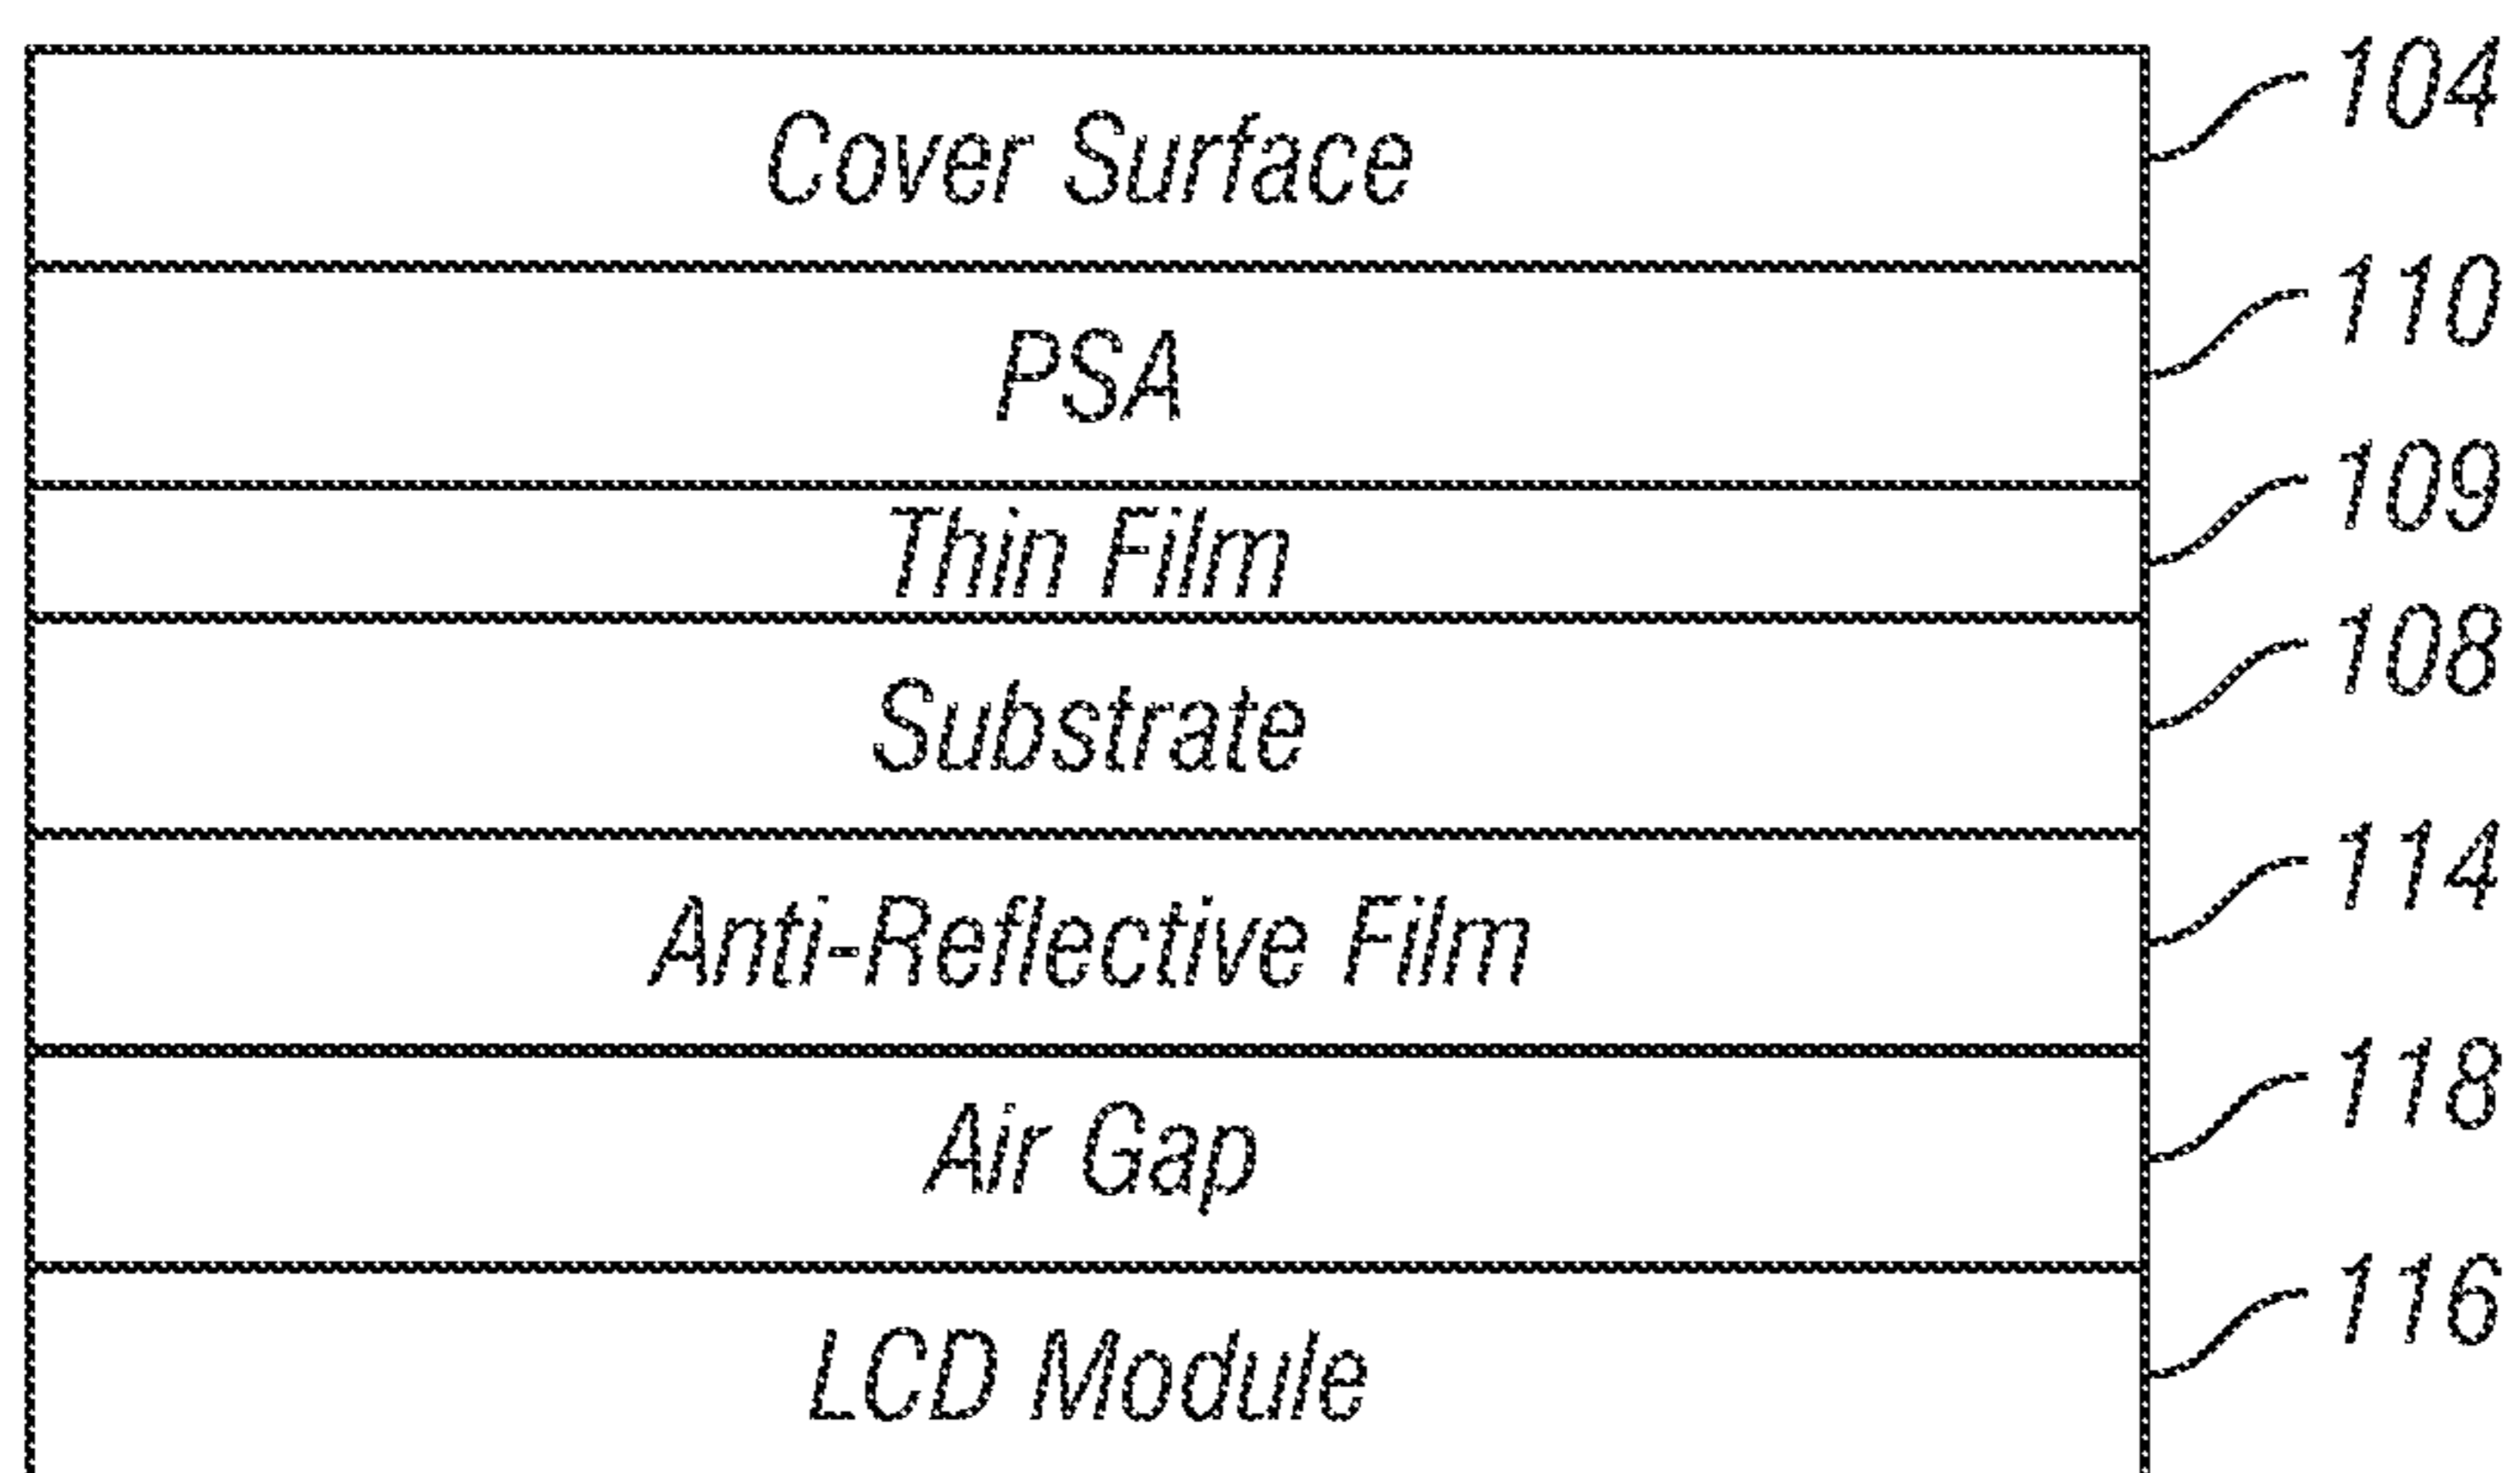 Cover Surface 104
PSA 110
Thin Film 109
Substrate 108
Anti-Reflective Film 114
Air Gap 118
LCD Module 116